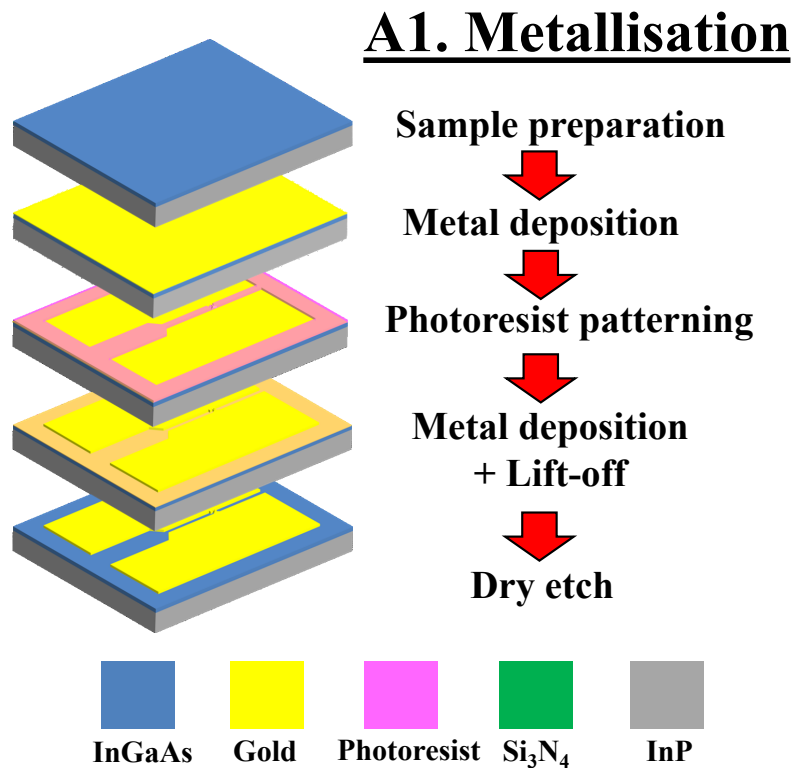 A1. Metallisation
Sample preparation
Metal deposition
Photoresist patterning
Metal deposition
+ Lift-off
Dry etch
InGaAs Gold Photoresist Si₃N₄ InP